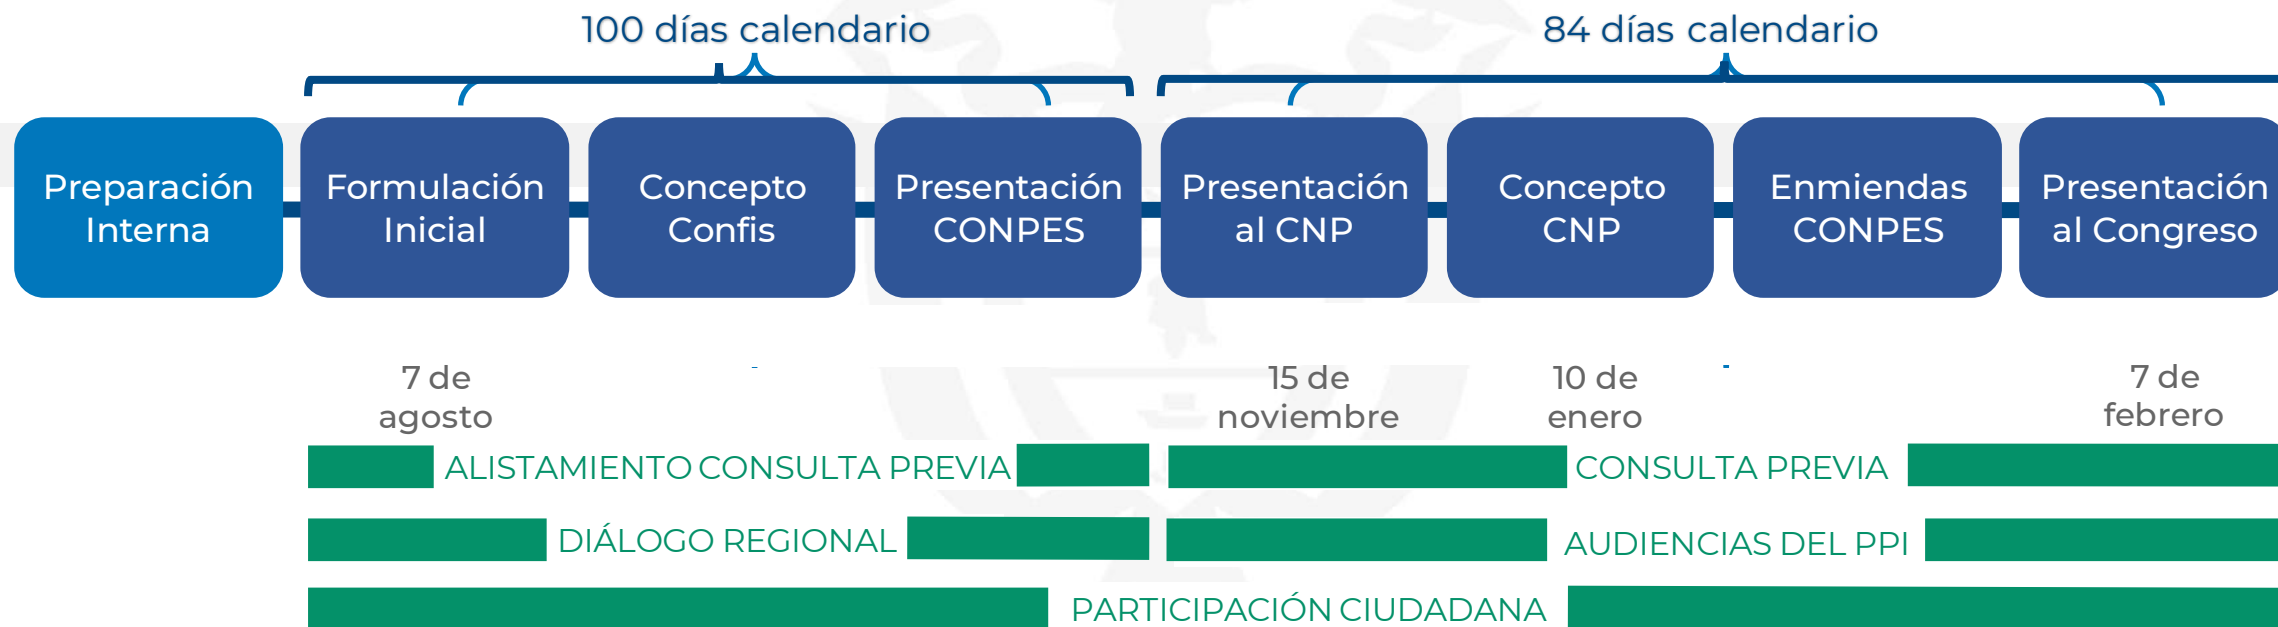 100 días calendario
84 días calendario
Preparación
Interna
Formulación
Inicial
Concepto
Confis
Presentación
CONPES
Presentación
al CNP
Concepto
CNP
Enmiendas
CONPES
Presentación
al Congreso
7 de
agosto
15 de
noviembre
10 de
enero
7 de
febrero
ALISTAMIENTO CONSULTA PREVIA
CONSULTA PREVIA
DIÁLOGO REGIONAL
AUDIENCIAS DEL PPI
PARTICIPACIÓN CIUDADANA